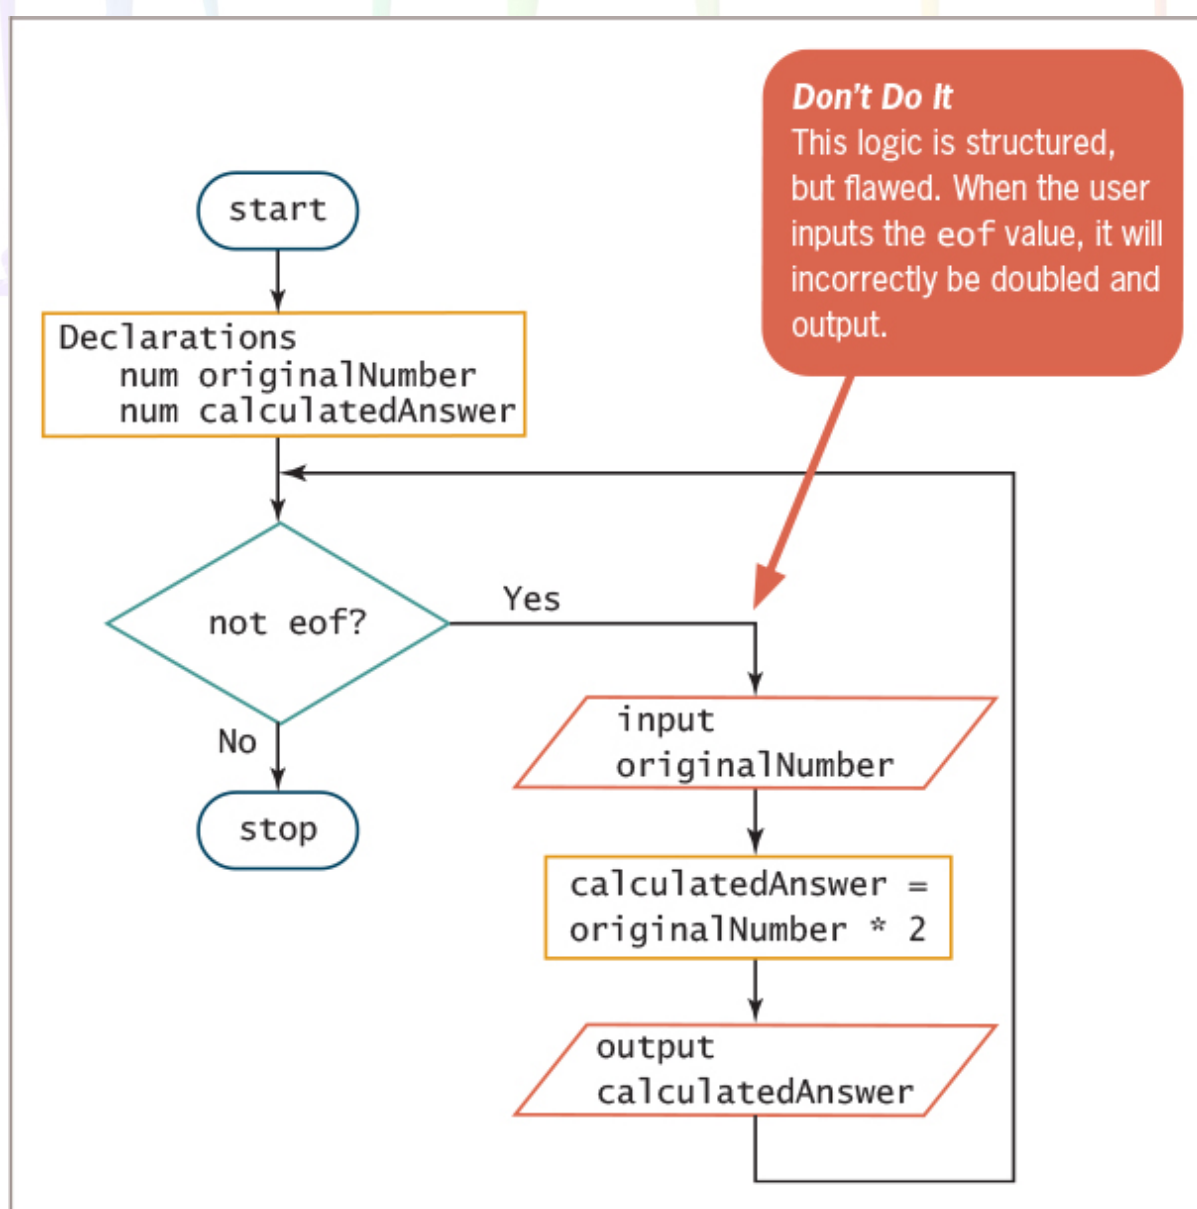 Don't Do It
This logic is structured,
but flawed. When the user
inputs the eof value, it will
incorrectly be doubled and
output.
start
Declarations
num originalNumber
num calculatedAnswer
not eof?
Yes
No
stop
input
originalNumber
calculatedAnswer =
originalNumber * 2
output
calculatedAnswer